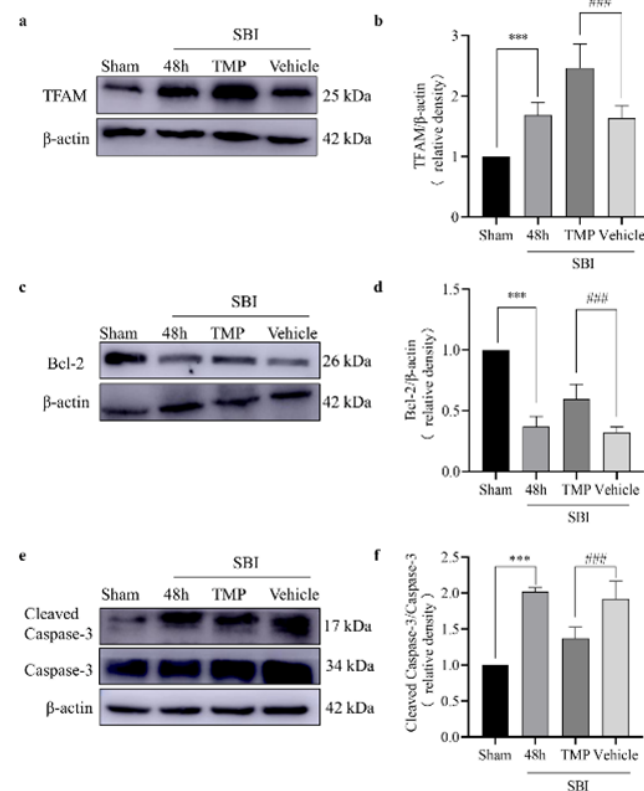 a
SBI
Sham 48h TMP Vehicle
TFAM 25 kDa
β-actin 42 kDa
b
TFAM/β-actin
( relative density)
3
2
1
0
***
###
Sham 48h TMP Vehicle
SBI
c
SBI
Sham 48h TMP Vehicle
Bcl-2 26 kDa
β-actin 42 kDa
d
Bcl-2/β-actin
( relative density)
1.5
1.0
0.5
0.0
***
###
Sham 48h TMP Vehicle
SBI
e
SBI
Sham 48h TMP Vehicle
Cleaved
Caspase-3 17 kDa
Caspase-3 34 kDa
β-actin 42 kDa
f
Cleaved Caspase-3/Caspase-3
( relative density)
2.5
2.0
1.5
1.0
0.5
0.0
***
###
Sham 48h TMP Vehicle
SBI